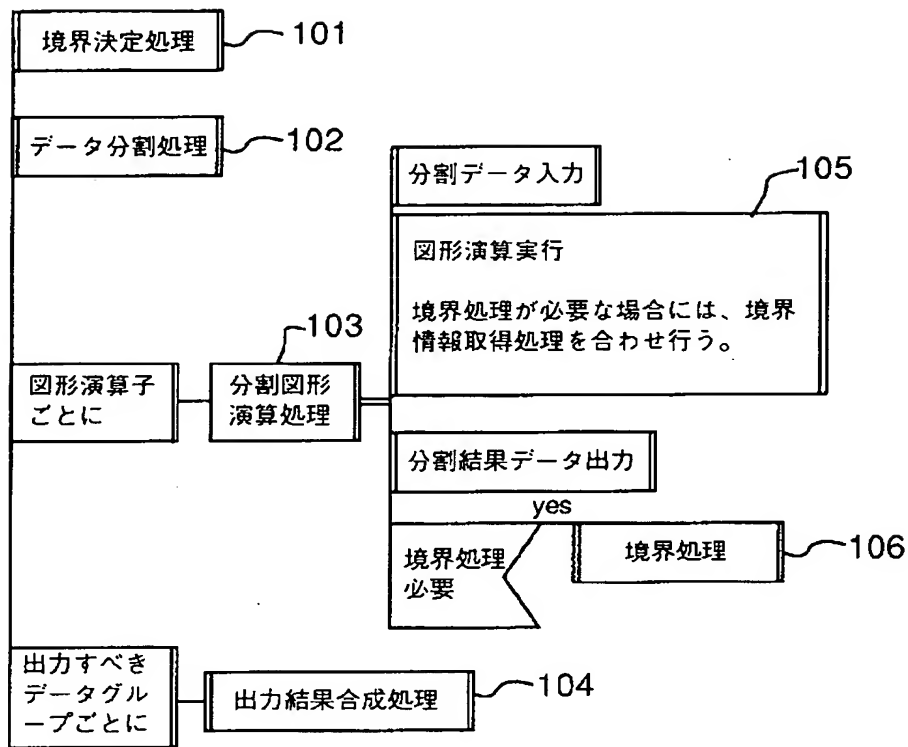 境界決定処理
101
データ分割処理
102
分割データ入力
105
図形演算実行
境界処理が必要な場合には、境界
情報取得処理を合わせ行う。
103
図形演算子
ごとに
分割図形
演算処理
分割結果データ出力
yes
境界処理
必要
境界処理
106
出力すべき
データグル
ープごとに
出力結果合成処理
104